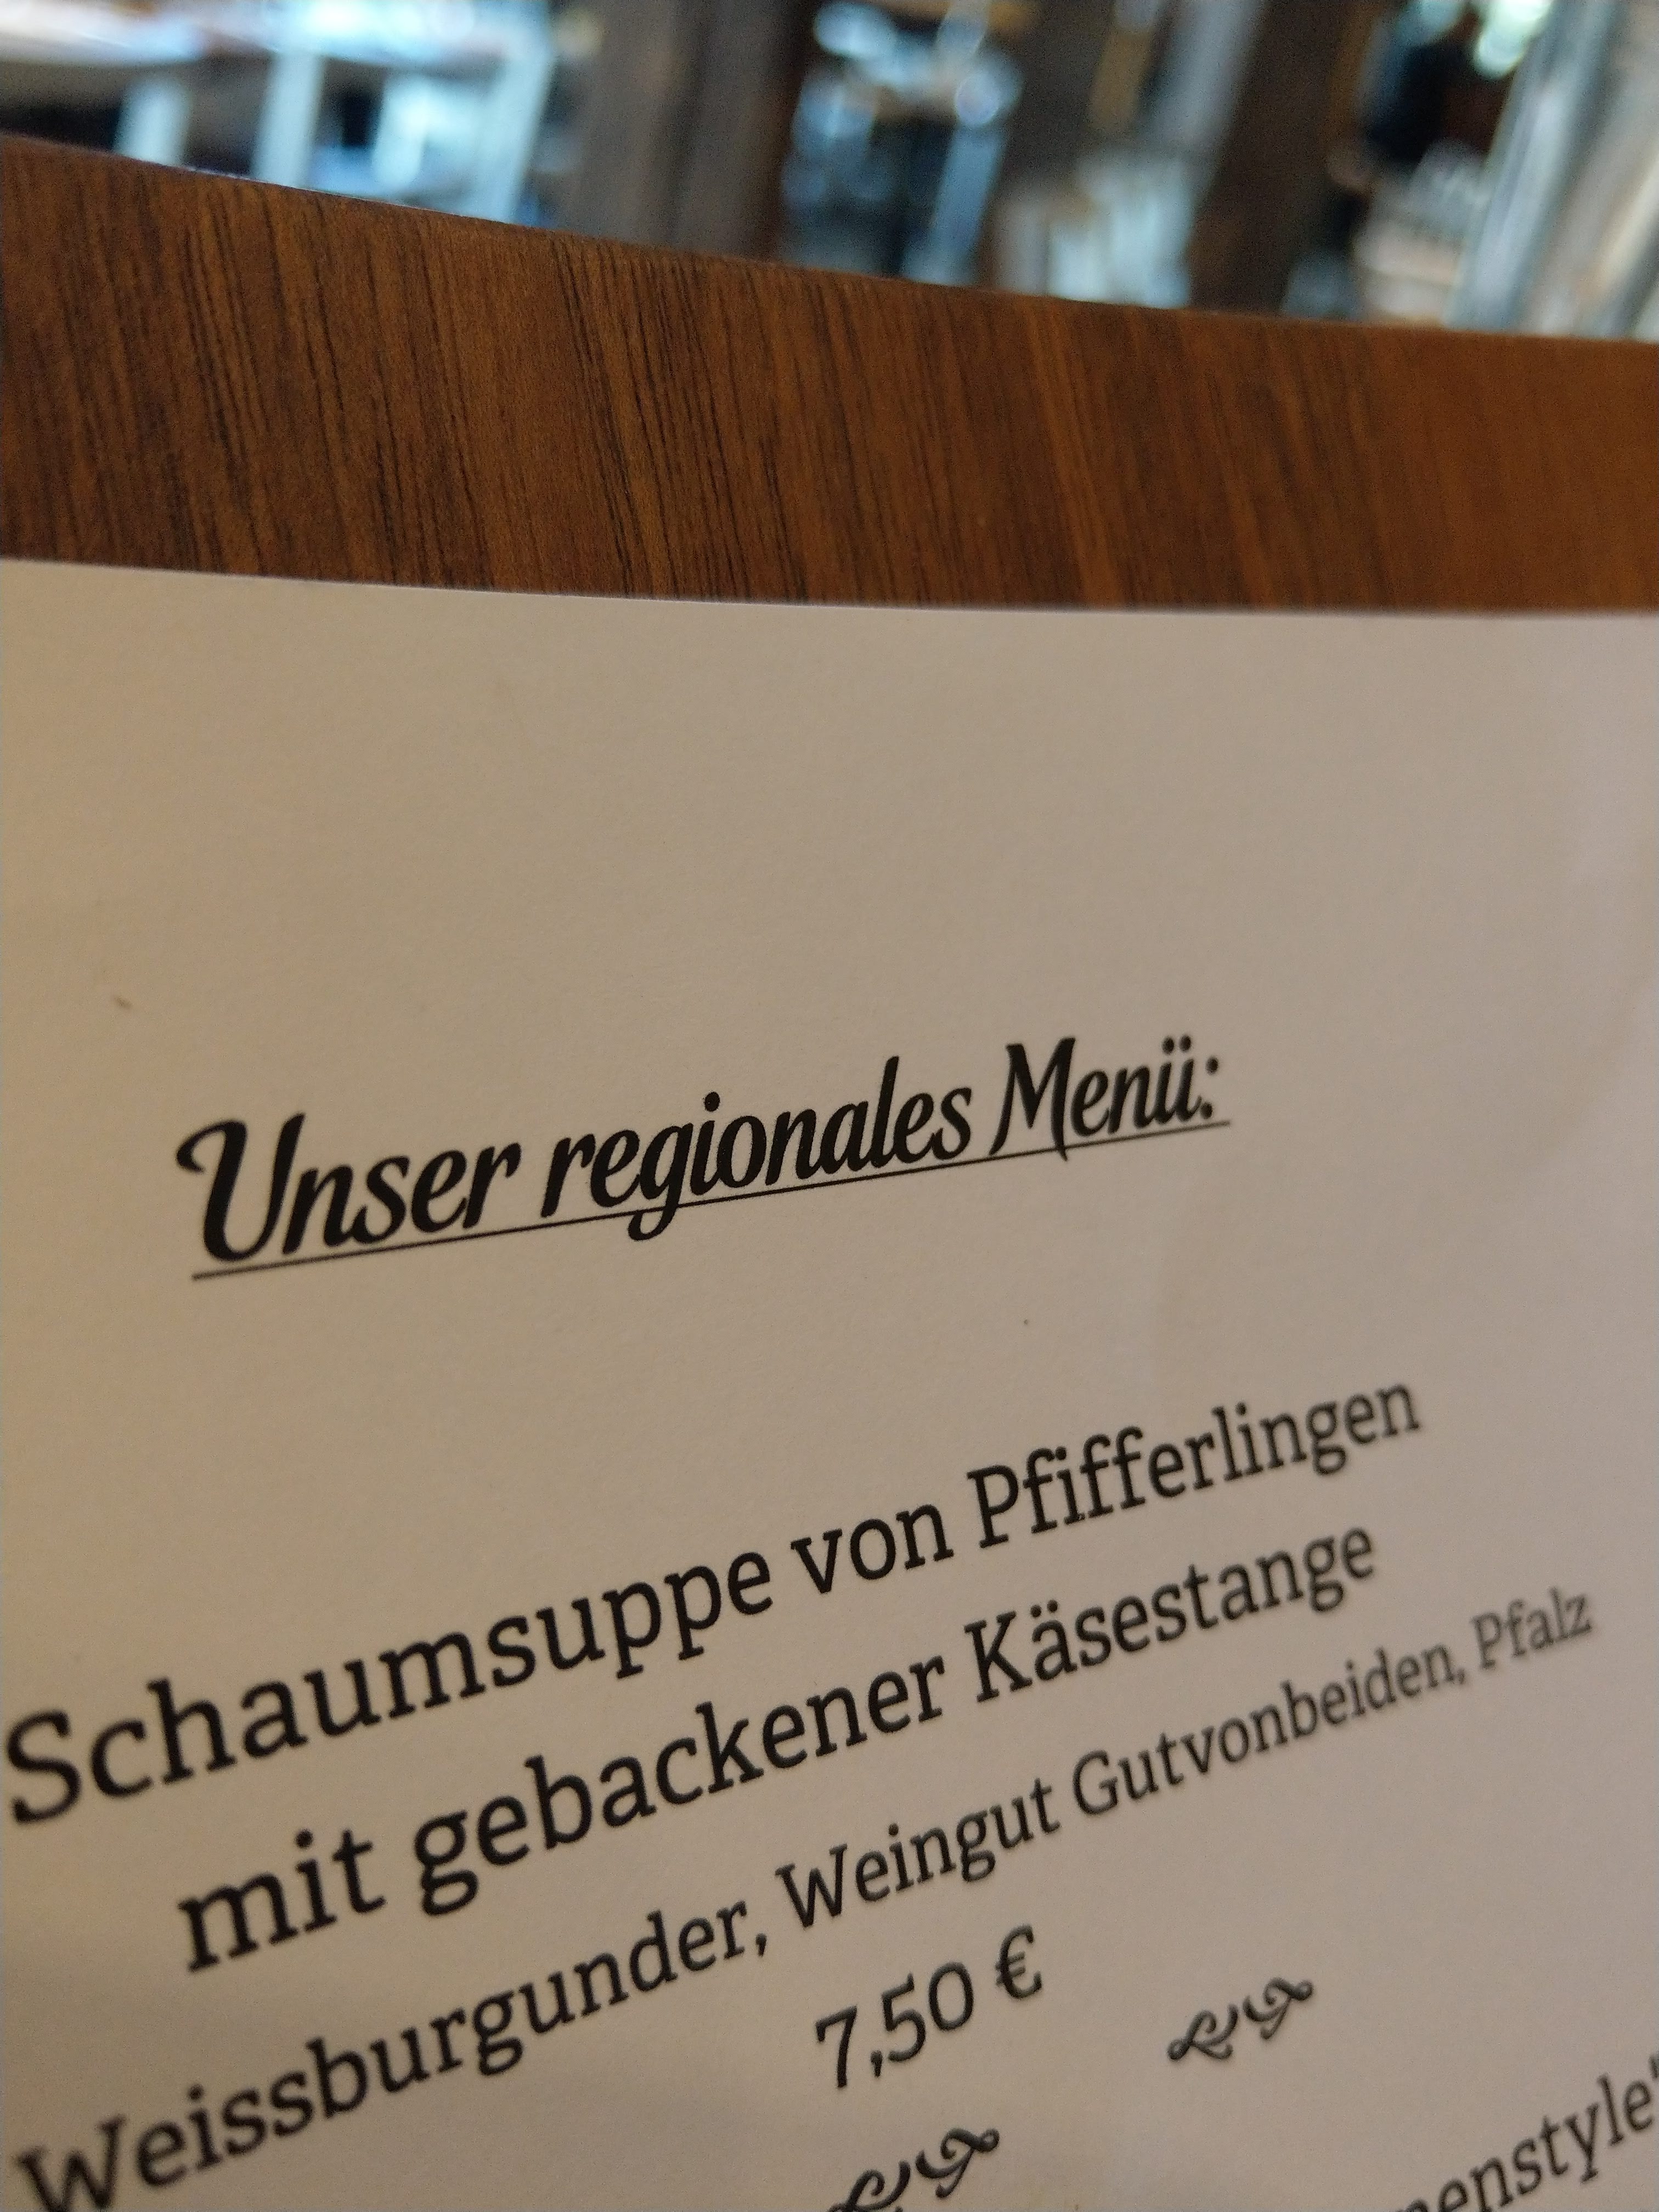 Unser regionales Menü:
Schaumsuppe von Pfifferlingen
mit gebackener Käsestange
Weissburgunder, Weingut Gutvonbeiden, Pfalz
7,50 €